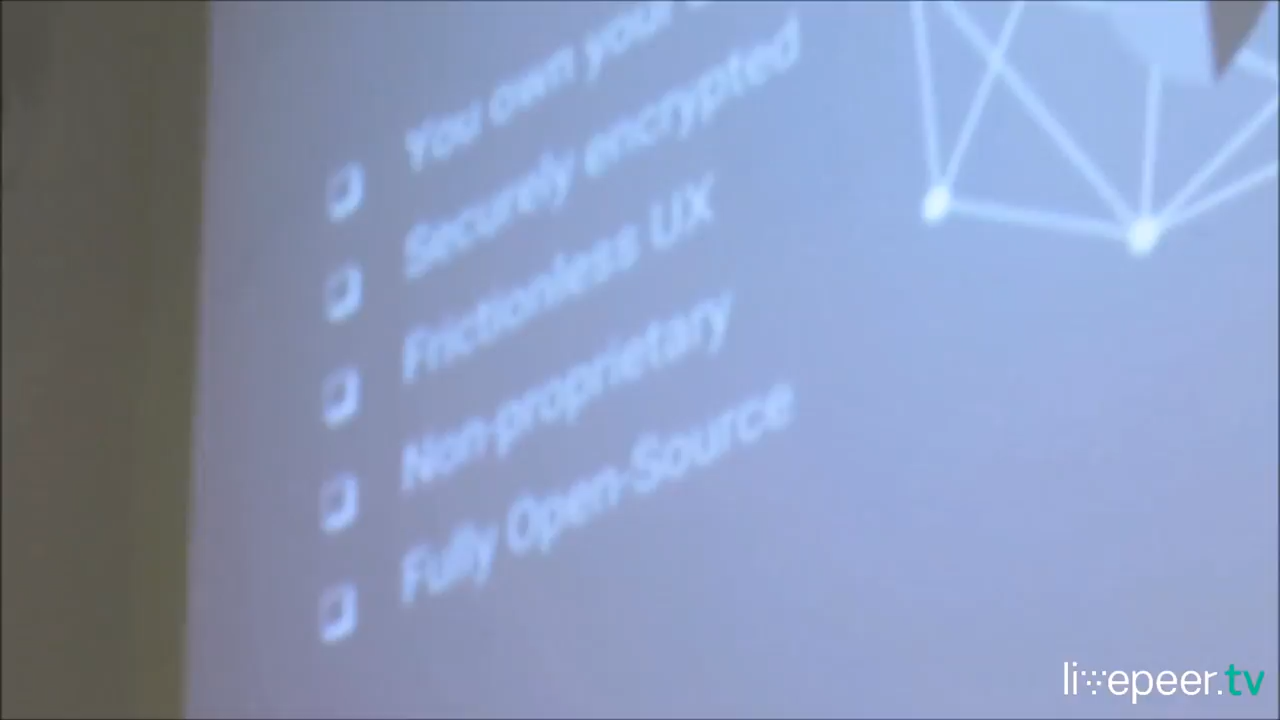 You own your
Securely encrypted
Frictionless UX
Non-proprietary
Fully Open-Source
livepeer.tv